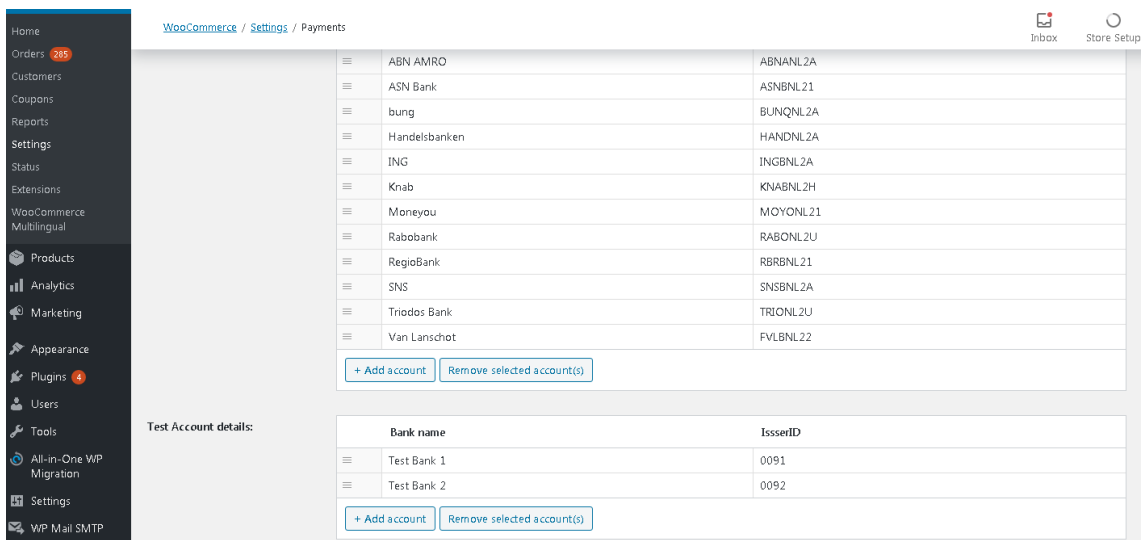 WooCommerce / Settings / Payments
Inbox
Store Setup
Home
Orders 285
Customers
Coupons
Reports
Settings
Status
Extensions
WooCommerce
Multilingual
Products
Analytics
Marketing
Appearance
Plugins 4
Users
Tools
All-in-One WP
Migration
Settings
WP Mail SMTP
ABN AMRO ABNANL2A
ASN Bank ASNBNL21
bunq BUNQNL2A
Handelsbanken HANDNL2A
ING INGBNL2A
Knab KNABNL2H
Moneyou MOYONL21
Rabobank RABONL2U
RegioBank RBRBNL21
SNS SNSBNL2A
Triodos Bank TRIONL2U
Van Lanschot FVLBNL22
+ Add account Remove selected account(s)
Test Account details:
Bank name IssserID
Test Bank 1 0091
Test Bank 2 0092
+ Add account Remove selected account(s)